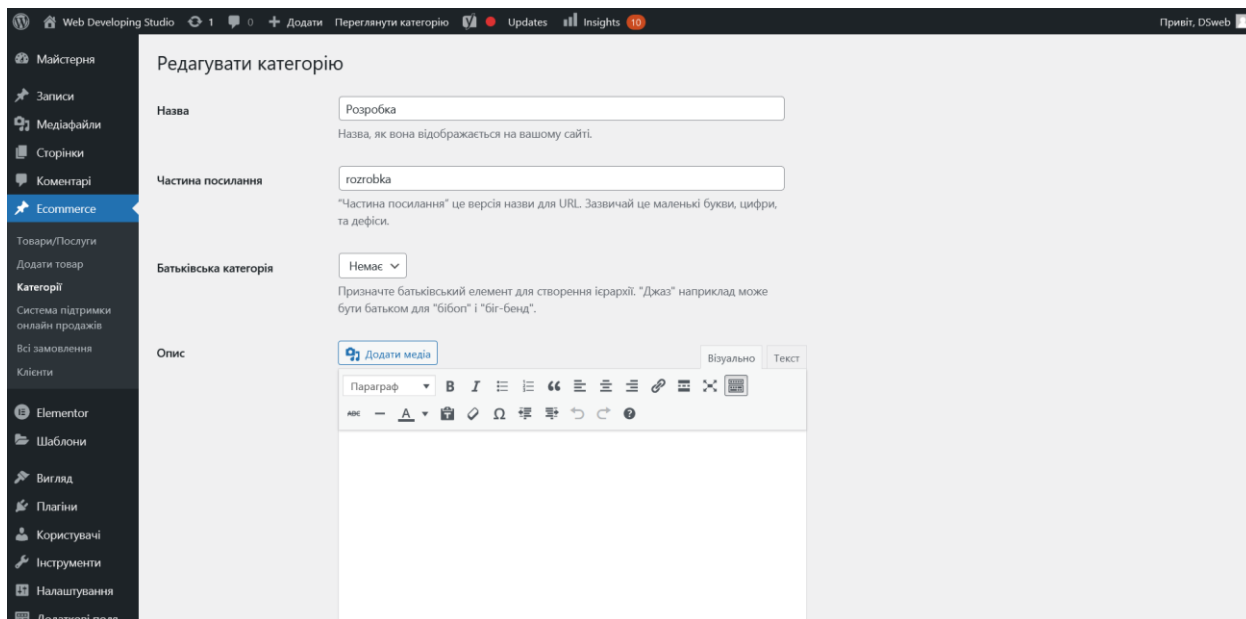 Web Developing Studio 1 0 Додати Переглянути категорію Updates Insights 10 Привіт, DSweb
Майстерня
Записи
Медіафайли
Сторінки
Коментарі
Ecommerce
Товари/Послуги
Додати товар
Категорії
Система підтримки
онлайн продажів
Всі замовлення
Клієнти
Elementor
Шаблони
Вигляд
Плагіни
Користувачі
Інструменти
Налаштування
Додаткові поля
Редагувати категорію
Назва
Розробка
Назва, як вона відображається на вашому сайті.
Частина посилання
rozrobka
"Частина посилання" це версія назви для URL. Зазвичай це маленькі букви, цифри,
та дефіси.
Батьківська категорія
Немає
Призначте батьківський елемент для створення ієрархії. "Джаз" наприклад може
бути батьком для "бібоп" і "біг-бенд".
Опис
Додати медіа
Візуально Текст
Параграф B I
ABC A Ω